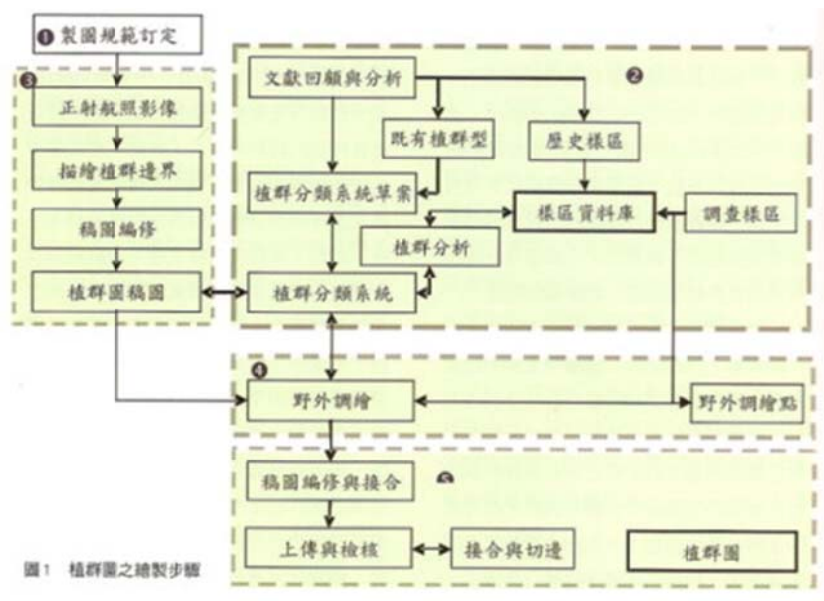 ❶ 製圖規範訂定
❸
正射航照影像
描繪植群邊界
稿圖編修
植群圖稿圖
❷
文獻回顧與分析
既有植群型
歷史樣區
植群分類系統草案
樣區資料庫
調查樣區
植群分析
植群分類系統
❹
野外調繪
野外調繪點
❺
稿圖編修與接合
上傳與檢核
接合與切邊
植群圖
圖1 植群圖之繪製步驟